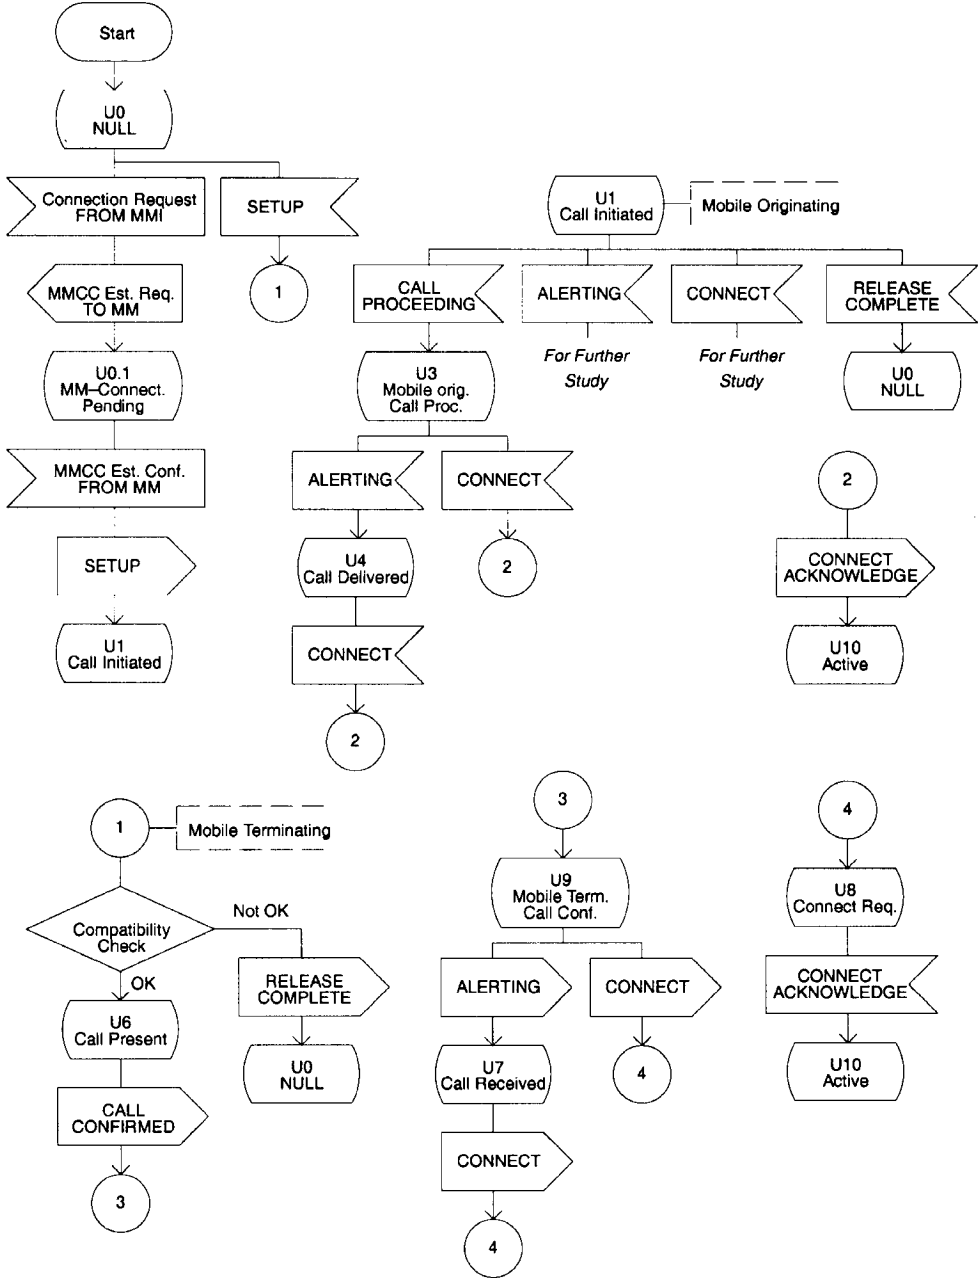 Start
U0
NULL
Connection Request
FROM MMI
SETUP
1
MMCC Est. Req.
TO MM
U0.1
MM–Connect.
Pending
MMCC Est. Conf.
FROM MM
SETUP
U1
Call Initiated
U1
Call Initiated
Mobile Originating
CALL
PROCEEDING
ALERTING
CONNECT
RELEASE
COMPLETE
For Further
Study
For Further
Study
U3
Mobile orig.
Call Proc.
U0
NULL
ALERTING
CONNECT
U4
Call Delivered
2
CONNECT
2
2
CONNECT
ACKNOWLEDGE
U10
Active
1
Mobile Terminating
Compatibility
Check
Not OK
OK
RELEASE
COMPLETE
U6
Call Present
U0
NULL
CALL
CONFIRMED
3
3
U9
Mobile Term.
Call Conf.
ALERTING
CONNECT
U7
Call Received
4
CONNECT
4
4
U8
Connect Req.
CONNECT
ACKNOWLEDGE
U10
Active